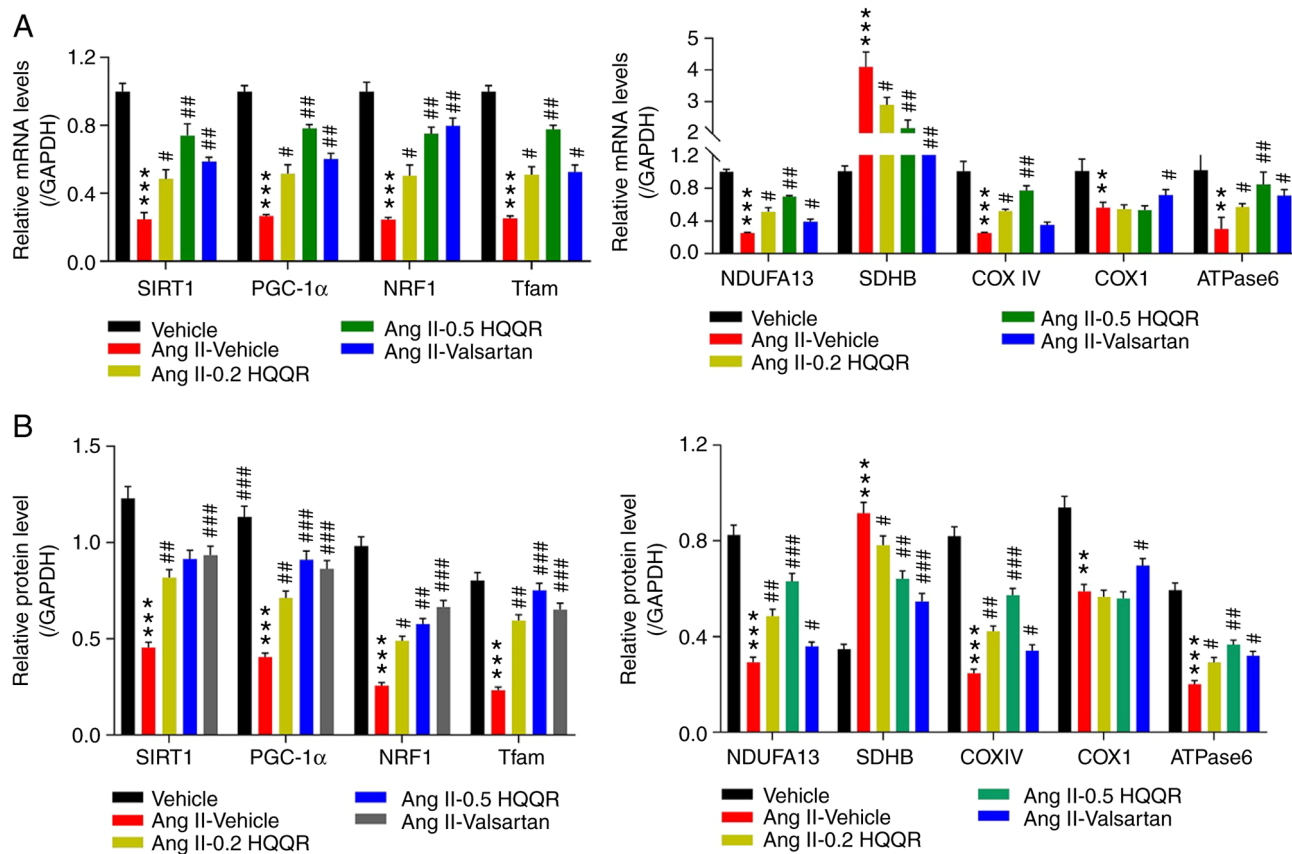 A
Relative mRNA levels
(/GAPDH)
1.2
0.8
0.4
0.0
***
#
##
##
***
#
##
##
***
#
##
##
***
#
##
#
SIRT1
PGC-1α
NRF1
Tfam
Vehicle
Ang II-Vehicle
Ang II-0.2 HQQR
Ang II-0.5 HQQR
Ang II-Valsartan
Relative mRNA levels
(/GAPDH)
5
4
3
2
1.2
0.8
0.4
0.0
***
#
##
#
***
#
##
##
***
#
##
**
#
**
#
##
#
NDUFA13
SDHB
COX IV
COX1
ATPase6
Vehicle
Ang II-Vehicle
Ang II-0.2 HQQR
Ang II-0.5 HQQR
Ang II-Valsartan
B
Relative protein level
(/GAPDH)
1.5
1.0
0.5
0.0
***
##
###
###
***
##
###
###
***
#
##
###
***
##
###
###
SIRT1
PGC-1α
NRF1
Tfam
Vehicle
Ang II-Vehicle
Ang II-0.2 HQQR
Ang II-0.5 HQQR
Ang II-Valsartan
Relative protein level
(/GAPDH)
1.2
0.8
0.4
0.0
***
##
###
#
***
#
##
###
***
##
###
#
**
#
***
#
##
#
NDUFA13
SDHB
COXIV
COX1
ATPase6
Vehicle
Ang II-Vehicle
Ang II-0.2 HQQR
Ang II-0.5 HQQR
Ang II-Valsartan